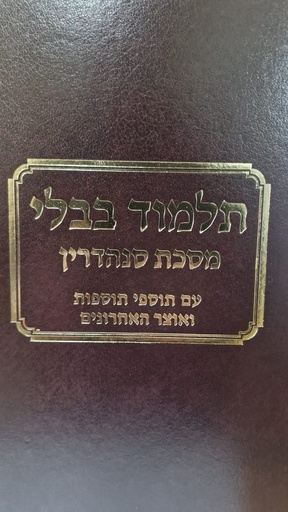 תלמוד בבלי
מסכת סנהדרין
עם תוספי תוספות
ואוצר האחרונים